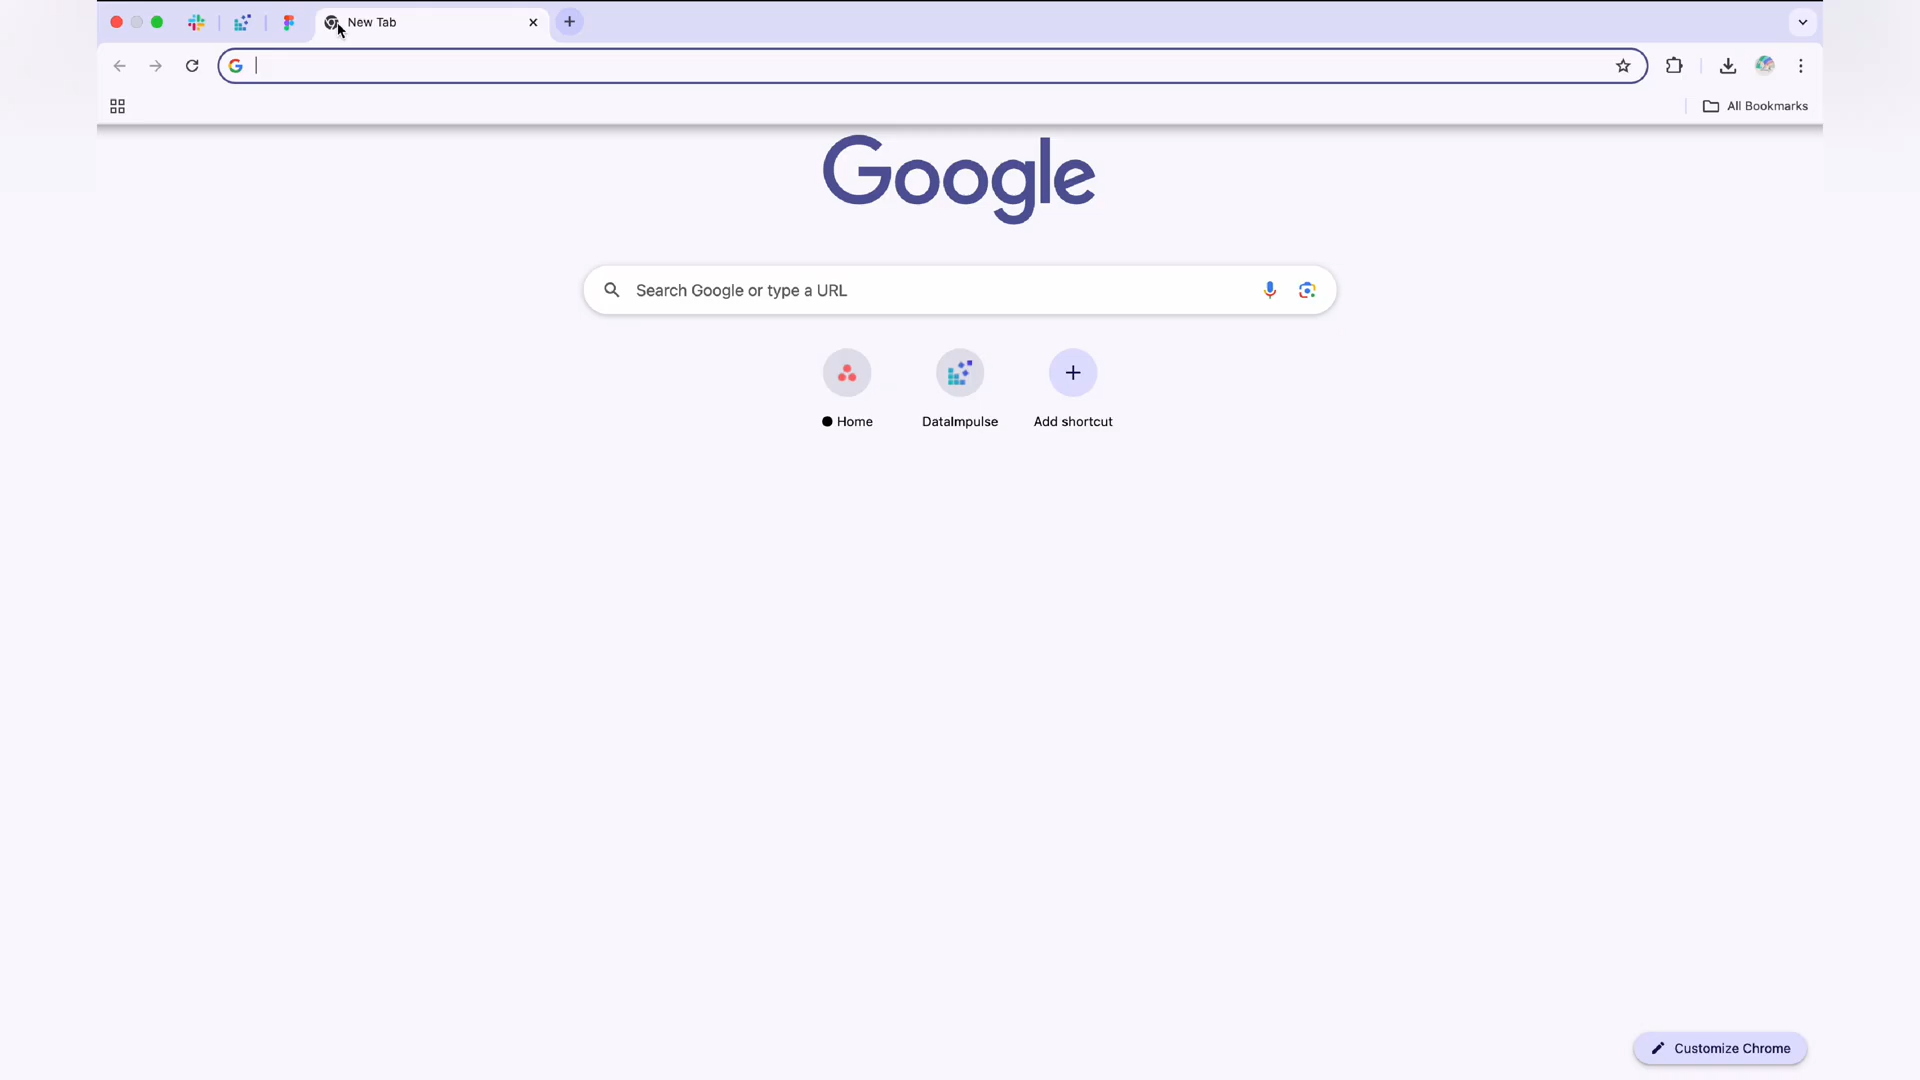 New Tab
All Bookmarks
Google
Search Google or type a URL
Home
DataImpulse
Add shortcut
Customize Chrome